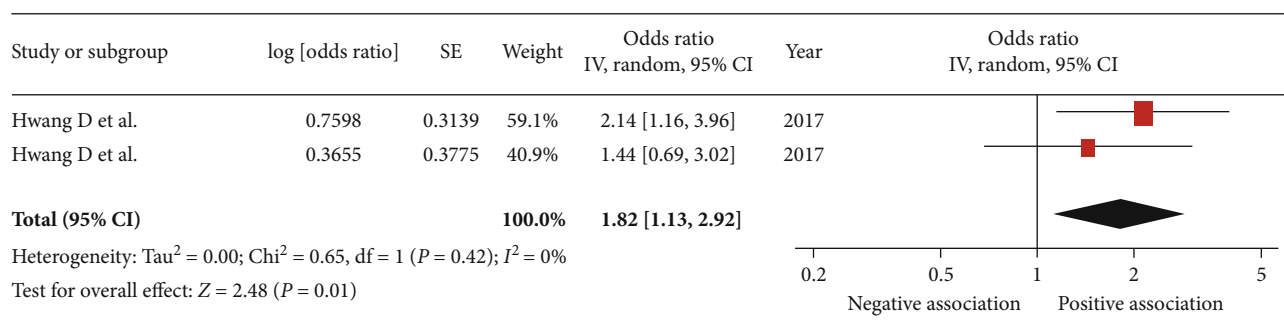 Study or subgroup log [odds ratio] SE Weight Odds ratio IV, random, 95% CI Year Odds ratio IV, random, 95% CI
Hwang D et al. 0.7598 0.3139 59.1% 2.14 [1.16, 3.96] 2017
Hwang D et al. 0.3655 0.3775 40.9% 1.44 [0.69, 3.02] 2017
Total (95% CI) 100.0% 1.82 [1.13, 2.92]
Heterogeneity: Tau² = 0.00; Chi² = 0.65, df = 1 (P = 0.42); I² = 0%
Test for overall effect: Z = 2.48 (P = 0.01)
0.2 0.5 1 2 5
Negative association Positive association